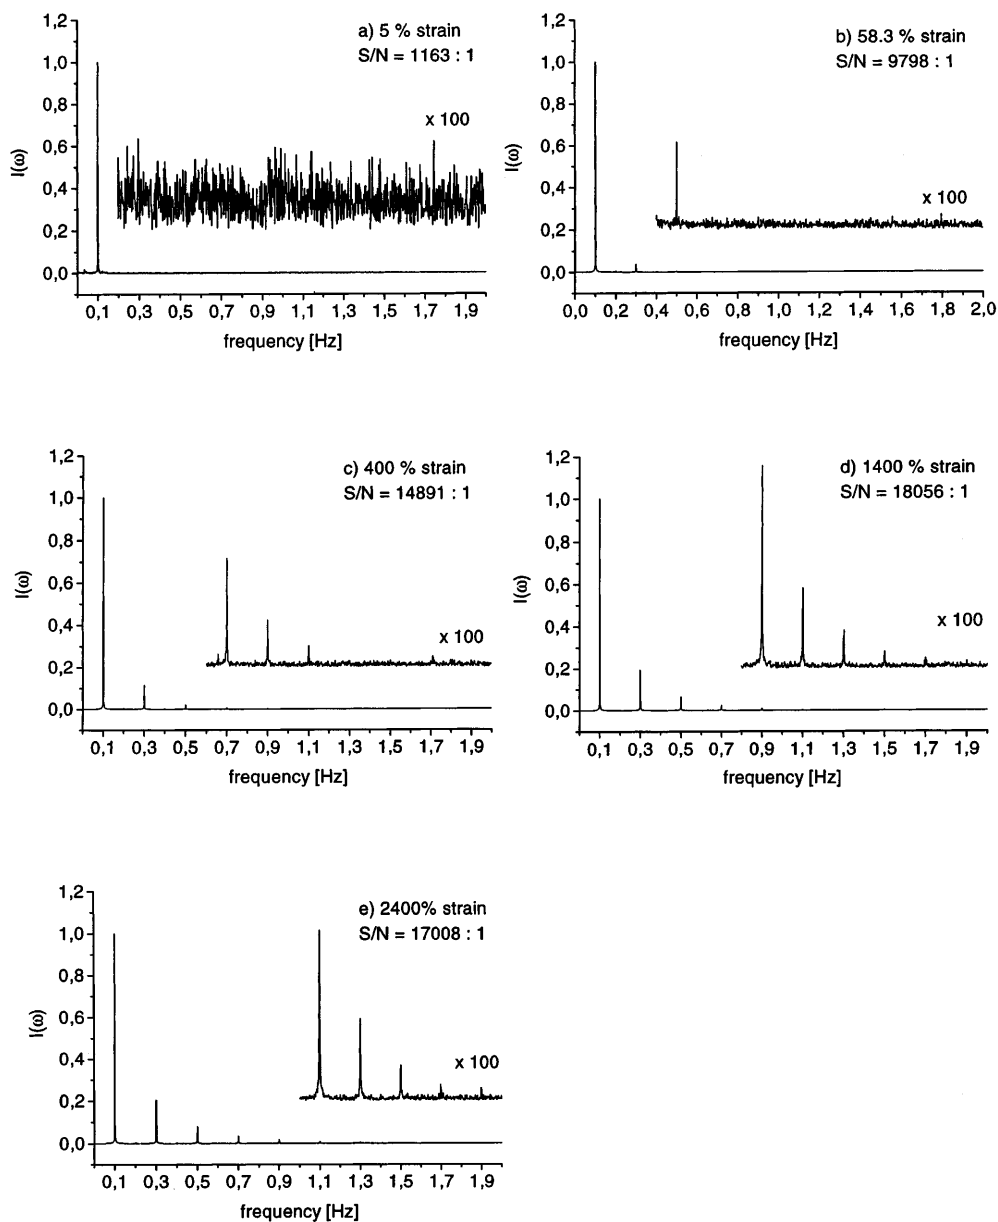 a) 5 % strain
S/N = 1163 : 1
x 100
1,2
1,0
0,8
0,6
0,4
0,2
0,0
I(ω)
0,1 0,3 0,5 0,7 0,9 1,1 1,3 1,5 1,7 1,9
frequency [Hz]
b) 58.3 % strain
S/N = 9798 : 1
x 100
1,2
1,0
0,8
0,6
0,4
0,2
0,0
I(ω)
0,0 0,2 0,4 0,6 0,8 1,0 1,2 1,4 1,6 1,8 2,0
frequency [Hz]
c) 400 % strain
S/N = 14891 : 1
x 100
1,2
1,0
0,8
0,6
0,4
0,2
0,0
I(ω)
0,1 0,3 0,5 0,7 0,9 1,1 1,3 1,5 1,7 1,9
frequency [Hz]
d) 1400 % strain
S/N = 18056 : 1
x 100
1,2
1,0
0,8
0,6
0,4
0,2
0,0
I(ω)
0,1 0,3 0,5 0,7 0,9 1,1 1,3 1,5 1,7 1,9
frequency [Hz]
e) 2400% strain
S/N = 17008 : 1
x 100
1,2
1,0
0,8
0,6
0,4
0,2
0,0
I(ω)
0,1 0,3 0,5 0,7 0,9 1,1 1,3 1,5 1,7 1,9
frequency [Hz]